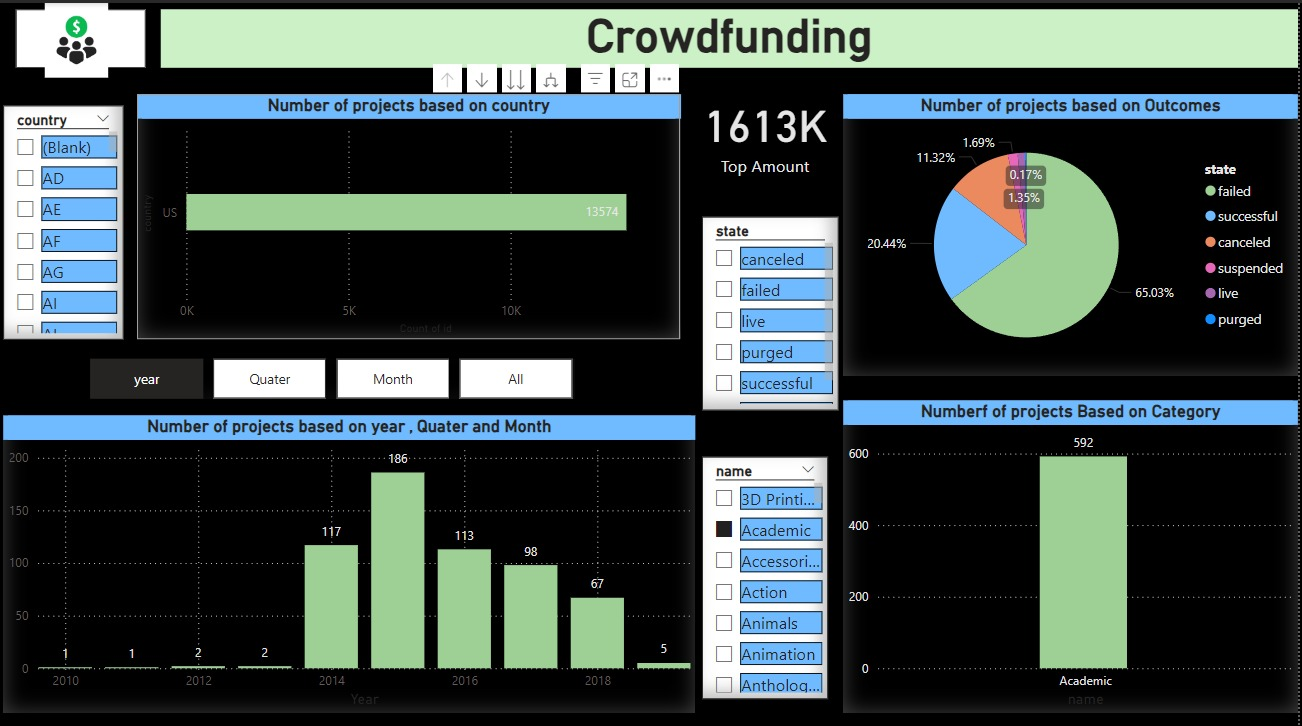 $
Crowdfunding
country
(Blank)
AD
AE
AF
AG
AI
Number of projects based on country
country
US
13574
0K
5K
10K
Count of id
1613K
Top Amount
Number of projects based on Outcomes
1.69%
11.32%
0.17%
1.35%
20.44%
65.03%
state
failed
successful
canceled
suspended
live
purged
state
canceled
failed
live
purged
successful
year
Quater
Month
All
Number of projects based on year , Quater and Month
200
150
100
50
0
1
1
2
2
117
186
113
98
67
5
2010
2012
2014
2016
2018
Year
name
3D Printi...
Academic
Accessori...
Action
Animals
Animation
Antholog...
Numberf of projects Based on Category
600
400
200
0
592
Academic
name